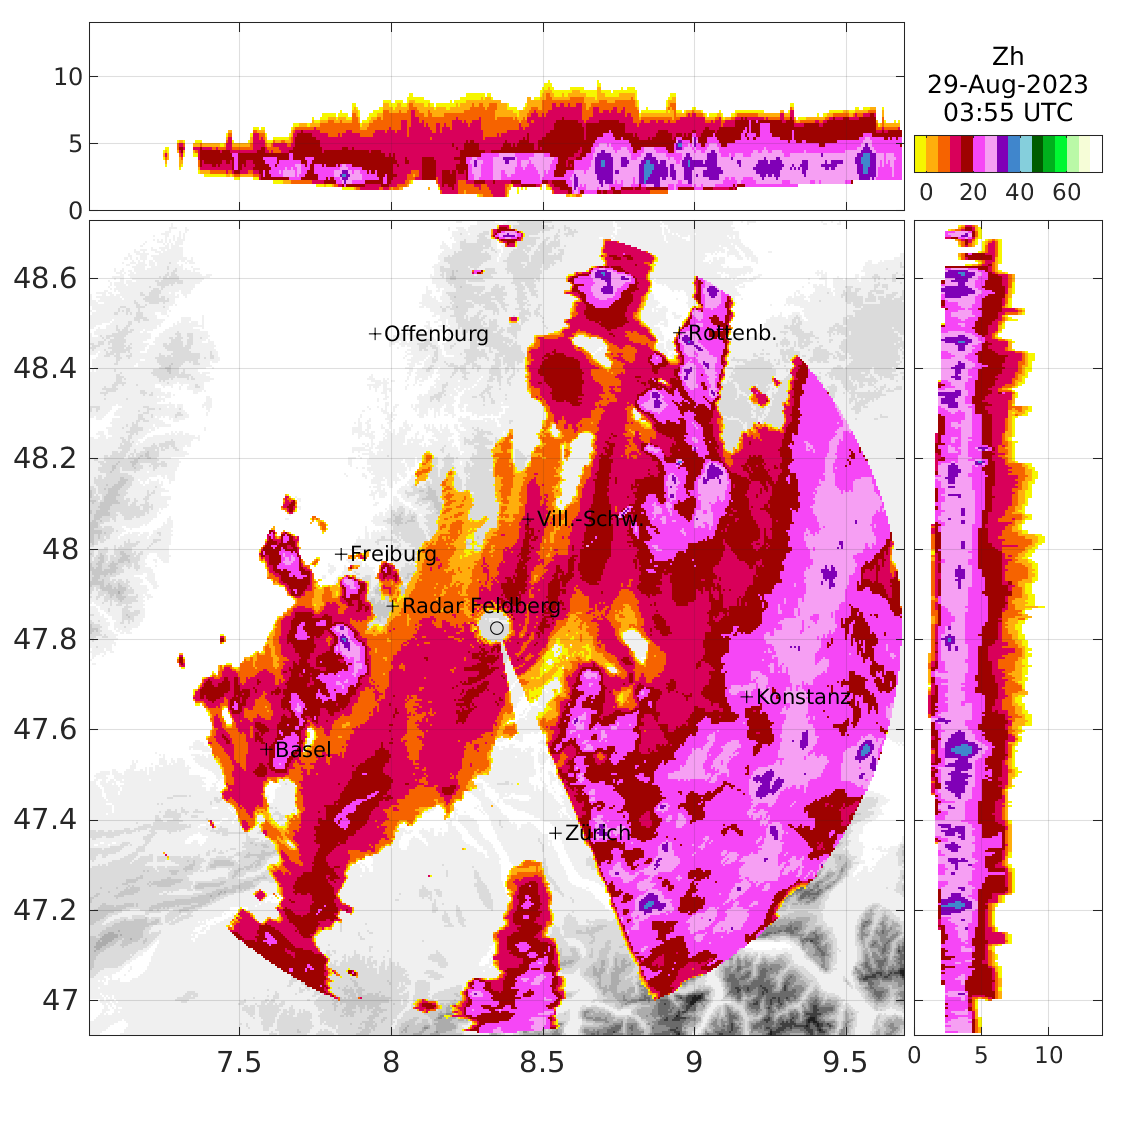 Zh
29-Aug-2023
03:55 UTC
0 20 40 60
10
5
0
48.6
48.4
48.2
48
47.8
47.6
47.4
47.2
47
+Offenburg
+Rottenb.
+Vill.-Schw.
+Freiburg
+Radar Feldberg
+Konstanz
+Basel
+Zürich
7.5 8 8.5 9 9.5
0 5 10